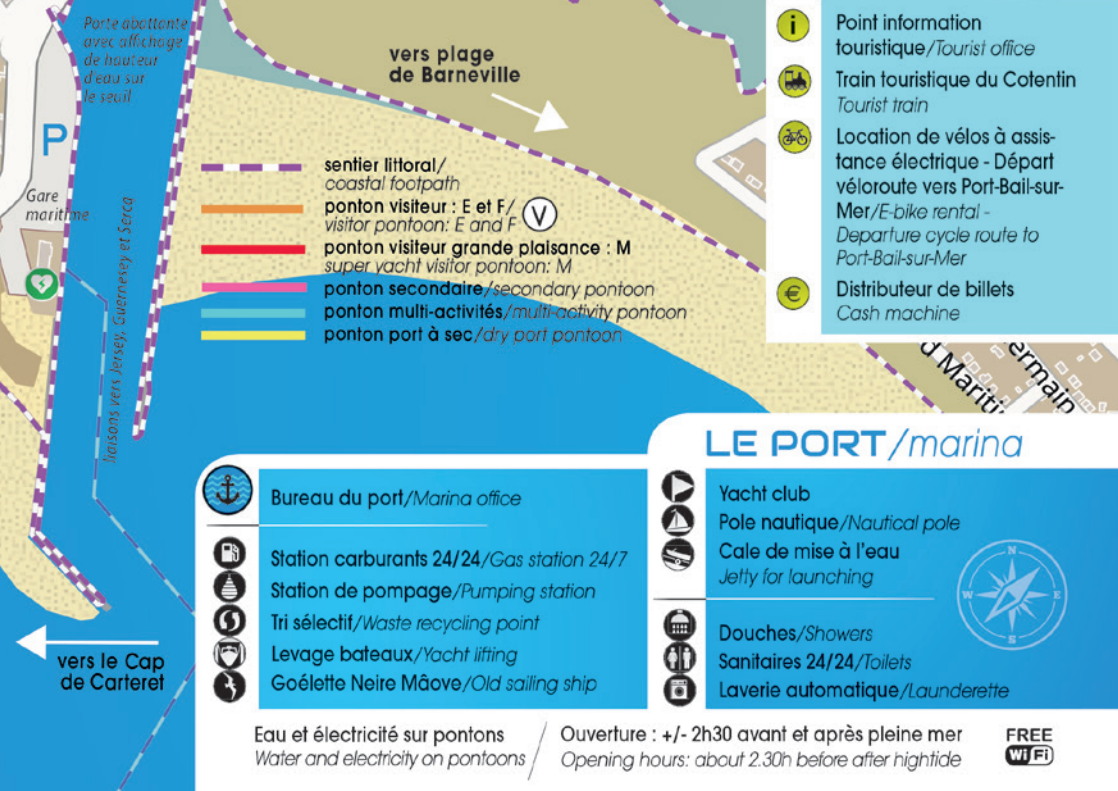 Porte abattante
avec affichage
de hauteur
d'eau sur
le seuil
P
Gare
maritime
liaisons vers Jersey, Guernesey et Sercq
vers plage
de Barneville
sentier littoral/
coastal footpath
ponton visiteur : E et F/
visitor pontoon: E and F
V
ponton visiteur grande plaisance : M
super yacht visitor pontoon: M
ponton secondaire/secondary pontoon
ponton multi-activités/multi-activity pontoon
ponton port à sec/dry port pontoon
i
Point information
touristique/Tourist office
Train touristique du Cotentin
Tourist train
Location de vélos à assis-
tance électrique - Départ
véloroute vers Port-Bail-sur-
Mer/E-bike rental -
Departure cycle route to
Port-Bail-sur-Mer
€
Distributeur de billets
Cash machine
d Mariti
ermain
LE PORT/marina
Bureau du port/Marina office
Station carburants 24/24/Gas station 24/7
Station de pompage/Pumping station
Tri sélectif/Waste recycling point
Levage bateaux/Yacht lifting
Goélette Neire Mâove/Old sailing ship
Yacht club
Pole nautique/Nautical pole
Cale de mise à l'eau
Jetty for launching
Douches/Showers
Sanitaires 24/24/Toilets
Laverie automatique/Launderette
N
W
E
S
vers le Cap
de Carteret
Eau et électricité sur pontons
Water and electricity on pontoons
Ouverture : +/- 2h30 avant et après pleine mer
Opening hours: about 2.30h before after hightide
FREE
WiFi